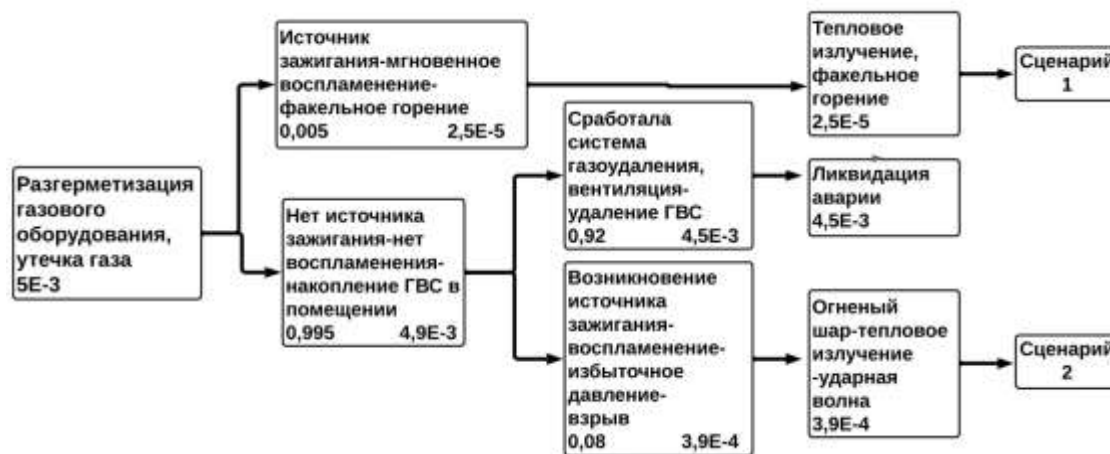 Разгерметизация
газового
оборудования,
утечка газа
5E-3
Источник
зажигания-мгновенное
воспламенение-
факельное горение
0,005 2,5E-5
Нет источника
зажигания-нет
воспламенения-
накопление ГВС в
помещении
0,995 4,9E-3
Сработала
система
газоудаления,
вентиляция-
удаление ГВС
0,92 4,5E-3
Возникновение
источника
зажигания-
воспламенение-
избыточное
давление-
взрыв
0,08 3,9E-4
Тепловое
излучение,
факельное
горение
2,5E-5
Ликвидация
аварии
4,5E-3
Огненый
шар-тепловое
излучение
-ударная
волна
3,9E-4
Сценарий
1
Сценарий
2